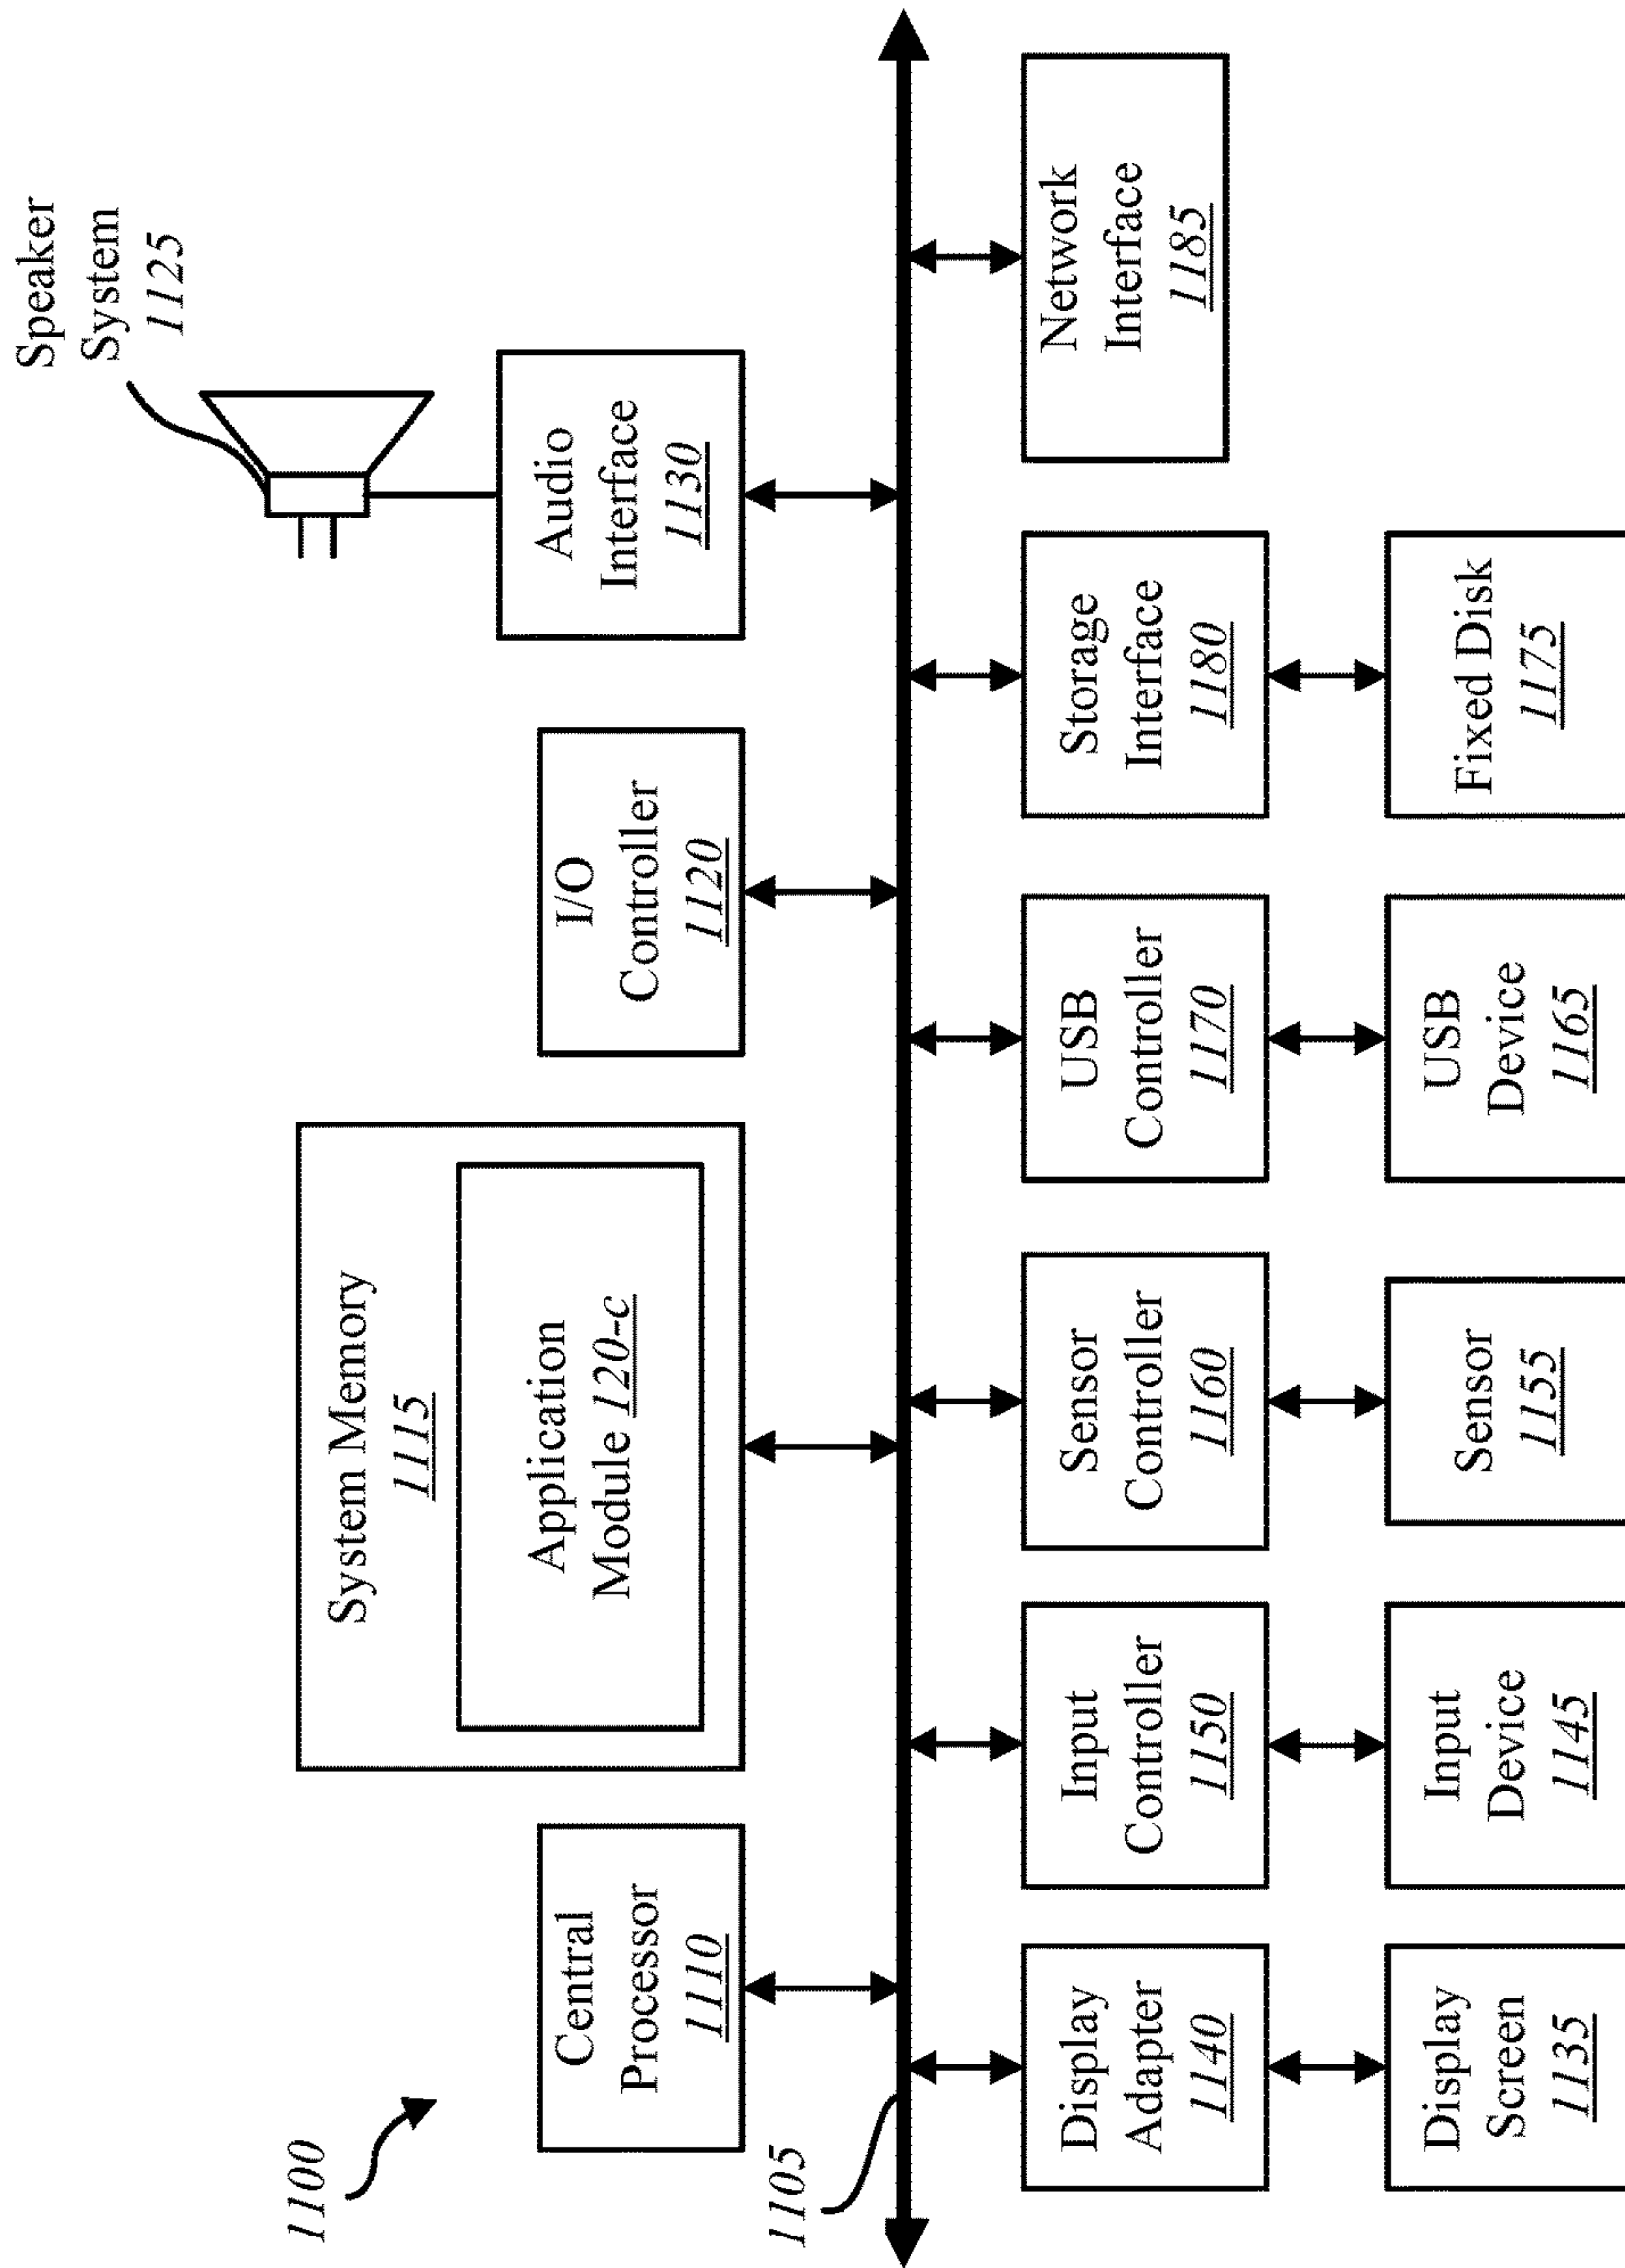 1100
Central
Processor
1110
System Memory
1115
Application
Module 120-c
I/O
Controller
1120
Speaker
System
1125
Audio
Interface
1130
1105
Display
Adapter
1140
Input
Controller
1150
Sensor
Controller
1160
USB
Controller
1170
Storage
Interface
1180
Network
Interface
1185
Display
Screen
1135
Input
Device
1145
Sensor
1155
USB
Device
1165
Fixed Disk
1175